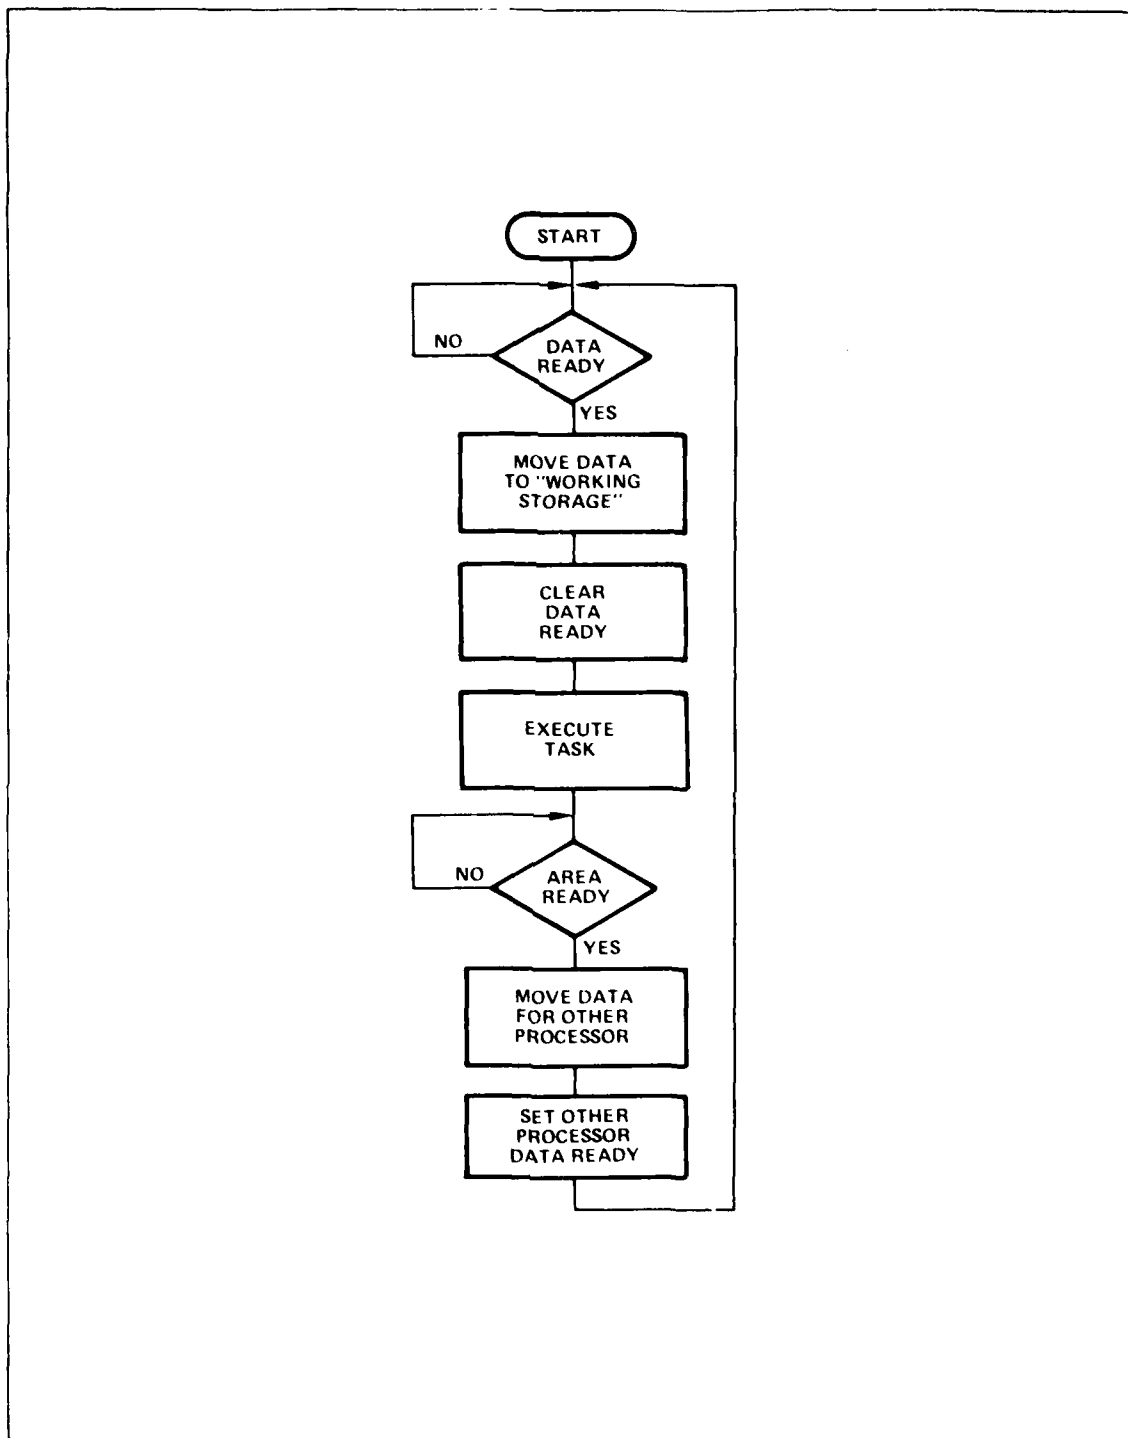 START
NO
DATA
READY
YES
MOVE DATA
TO "WORKING
STORAGE"
CLEAR
DATA
READY
EXECUTE
TASK
NO
AREA
READY
YES
MOVE DATA
FOR OTHER
PROCESSOR
SET OTHER
PROCESSOR
DATA READY